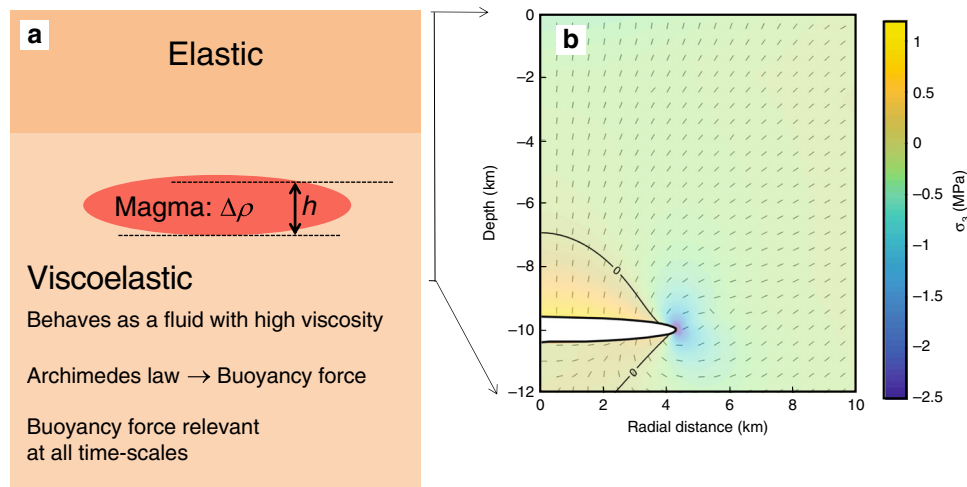 a
Elastic
Magma: Δρ
h
Viscoelastic
Behaves as a fluid with high viscosity
Archimedes law → Buoyancy force
Buoyancy force relevant
at all time-scales
b
0
−2
−4
−6
−8
−10
−12
Depth (km)
0
0
0 2 4 6 8 10
Radial distance (km)
1
0.5
0
−0.5
−1
−1.5
−2
−2.5
σ3 (MPa)